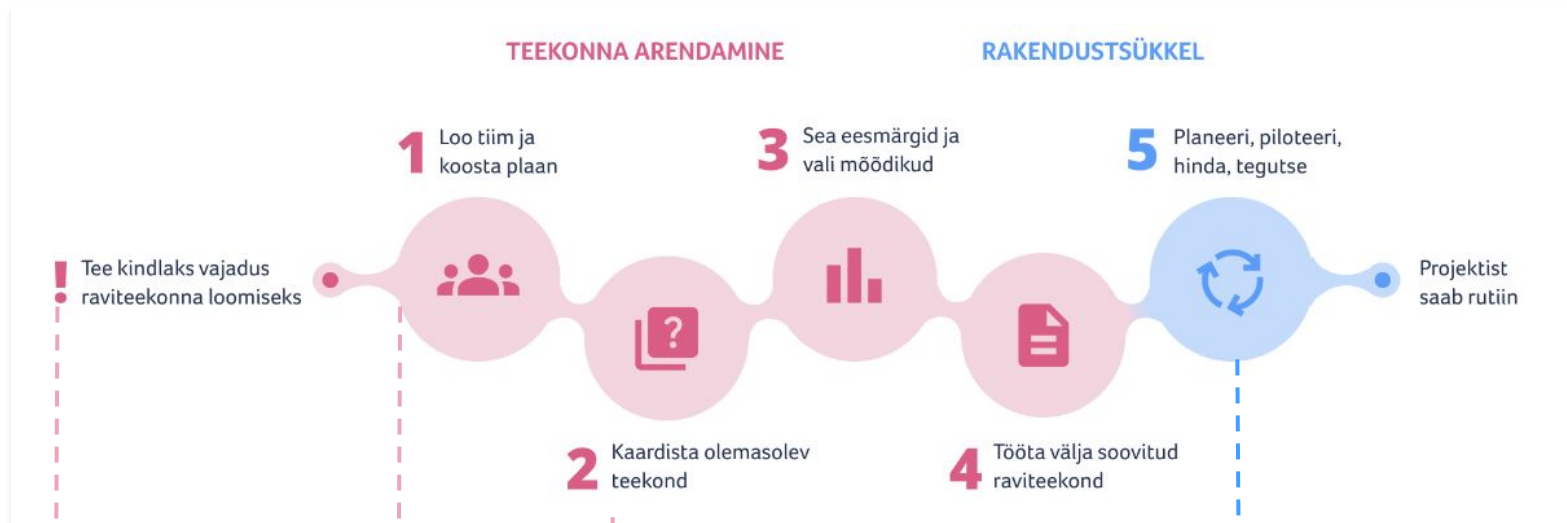 TEEKONNA ARENDAMINE
RAKENDUSTSÜKKEL
! Tee kindlaks vajadus
raviteekonna loomiseks
1 Loo tiim ja
koosta plaan
2 Kaardista olemasolev
teekond
?
3 Sea eesmärgid ja
vali mõõdikud
4 Tööta välja soovitud
raviteekond
5 Planeeri, piloteeri,
hinda, tegutse
Projektist
saab rutiin